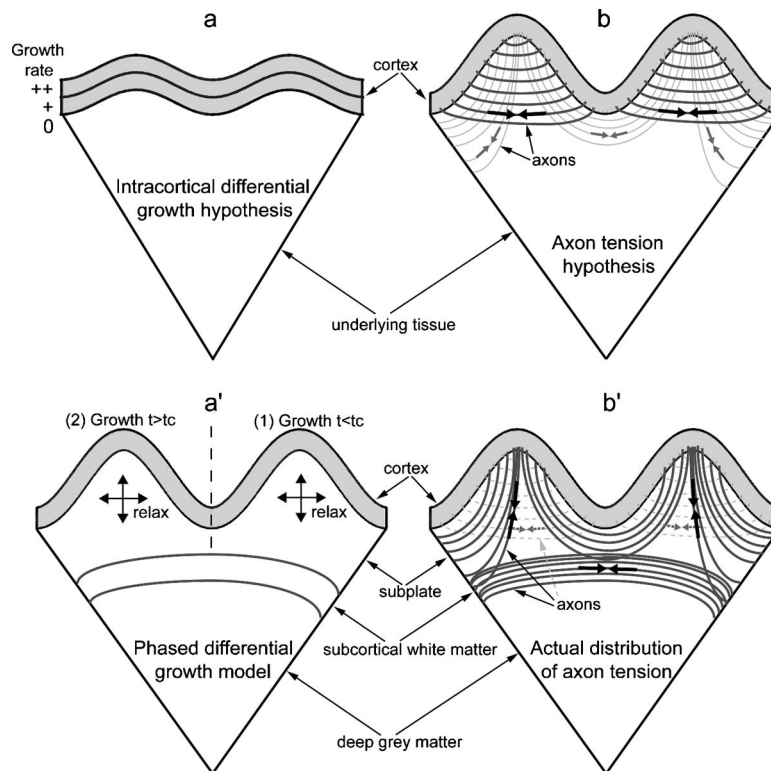 a
b
Growth
rate
++
+
0
cortex
axons
Intracortical differential
growth hypothesis
Axon tension
hypothesis
underlying tissue
a'
b'
(2) Growth t>tc
(1) Growth t<tc
cortex
relax
relax
subplate
axons
Phased differential
growth model
subcortical white matter
Actual distribution
of axon tension
deep grey matter